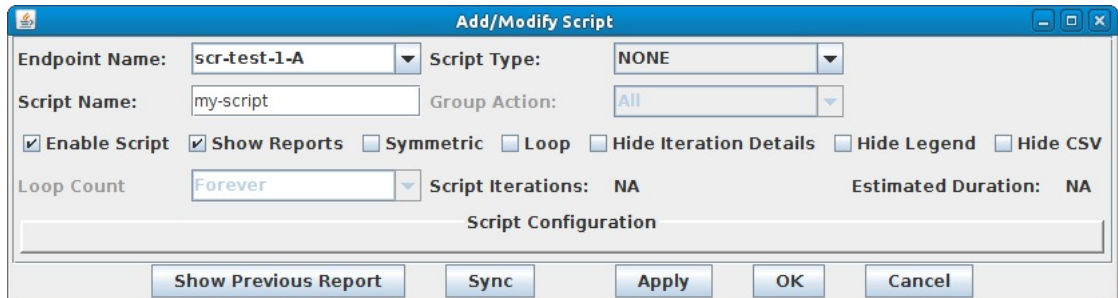 Add/Modify Script
Endpoint Name: scr-test-1-A Script Type: NONE
Script Name: my-script Group Action: All
Enable Script Show Reports Symmetric Loop Hide Iteration Details Hide Legend Hide CSV
Loop Count Forever Script Iterations: NA Estimated Duration: NA
Script Configuration
Show Previous Report Sync Apply OK Cancel